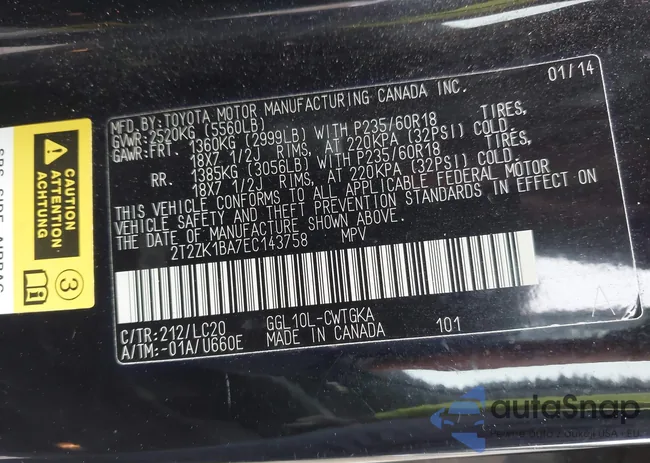 01/14
MFD BY:TOYOTA MOTOR MANUFACTURING CANADA INC.
GVWR:2520KG (5560LB)
GAWR:FRT. 1360KG (2999LB) WITH P235/60R18 TIRES,
18X7 1/2J RIMS, AT 220KPA (32PSI) COLD.
RR. 1385KG (3056LB) WITH P235/60R18 TIRES,
18X7 1/2J RIMS, AT 220KPA (32PSI) COLD.
THIS VEHICLE CONFORMS TO ALL APPLICABLE FEDERAL MOTOR
VEHICLE SAFETY AND THEFT PREVENTION STANDARDS IN EFFECT ON
THE DATE OF MANUFACTURE SHOWN ABOVE.
2T2ZK1BA7EC143758 MPV
C/TR:212/LC20 GGL10L-CWTGKA 101
A/TM:-01A/U660E MADE IN CANADA
CAUTION
ATTENTION
ACHTUNG
3
SRS SIDE AIRBAG
autoSnap